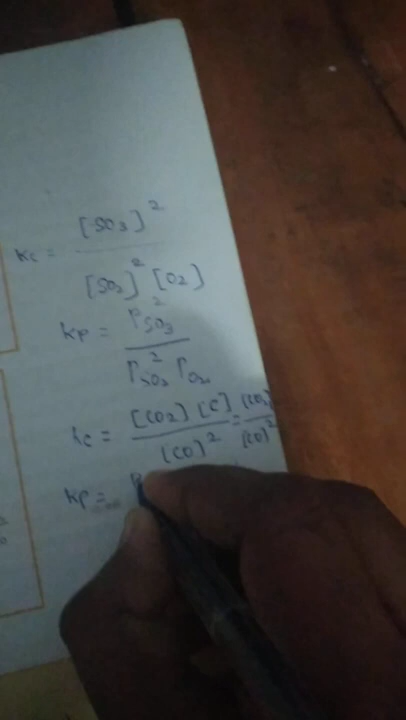 Kc = [SO3]^2 / [SO2]^2 [O2]
Kp = P^2 SO3 / P^2 SO2 P O2
Kc = [CO2] [C] / (CO)^2 = (CO2) / (CO)^2
Kp =